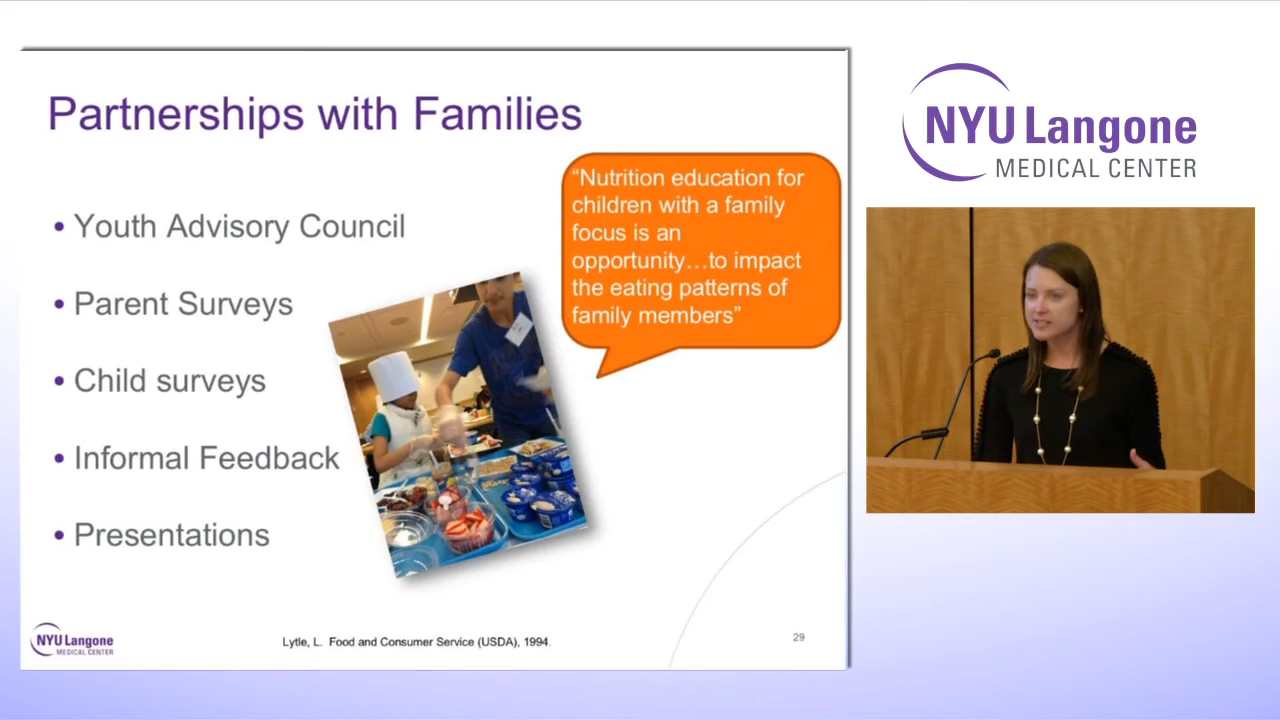 Partnerships with Families
• Youth Advisory Council
• Parent Surveys
• Child surveys
• Informal Feedback
• Presentations
“Nutrition education for
children with a family
focus is an
opportunity…to impact
the eating patterns of
family members”
NYU Langone
MEDICAL CENTER
Lytle, L. Food and Consumer Service (USDA), 1994.
29
NYU Langone
MEDICAL CENTER